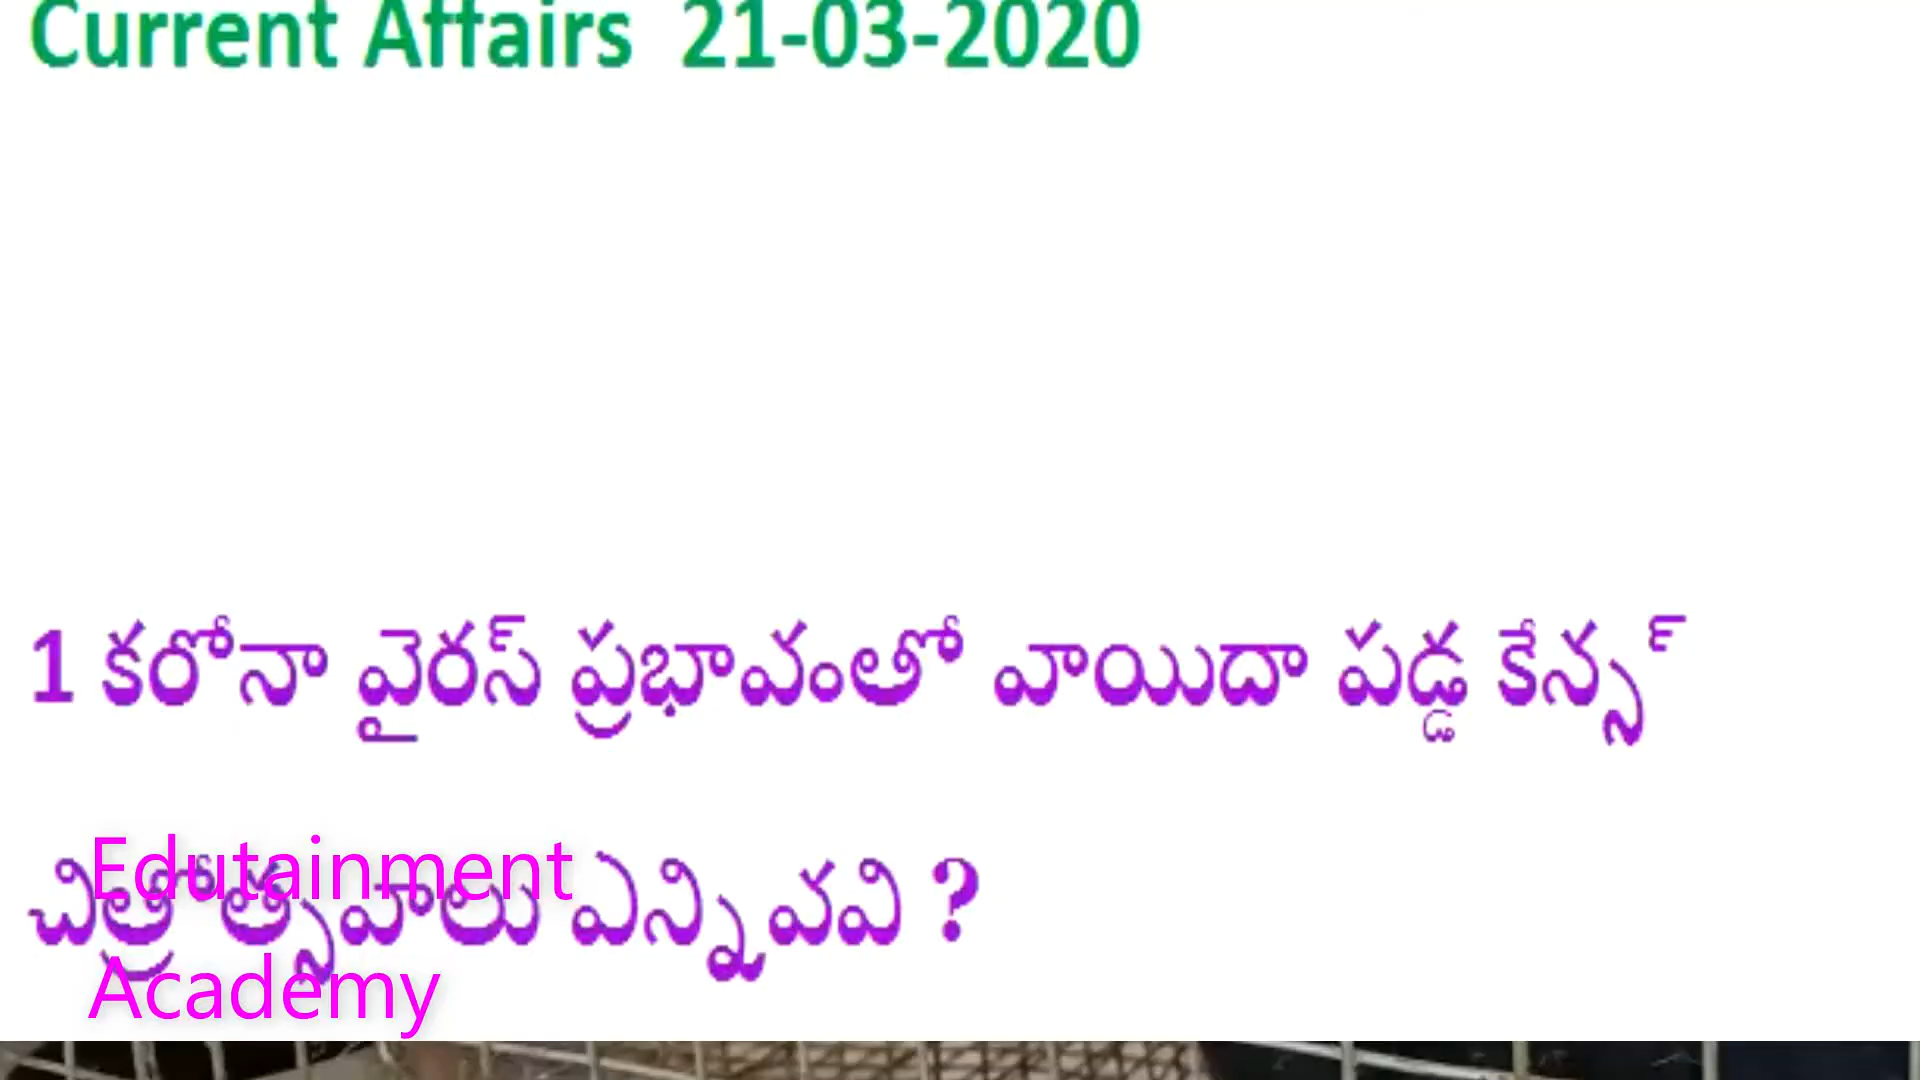 Current Affairs 21-03-2020
1 కరోనా వైరస్ ప్రభావంతో వాయిదా పడ్డ కేన్స్
చిత్రోత్సవాలు ఎన్నివవి ?
Edutainment
Academy